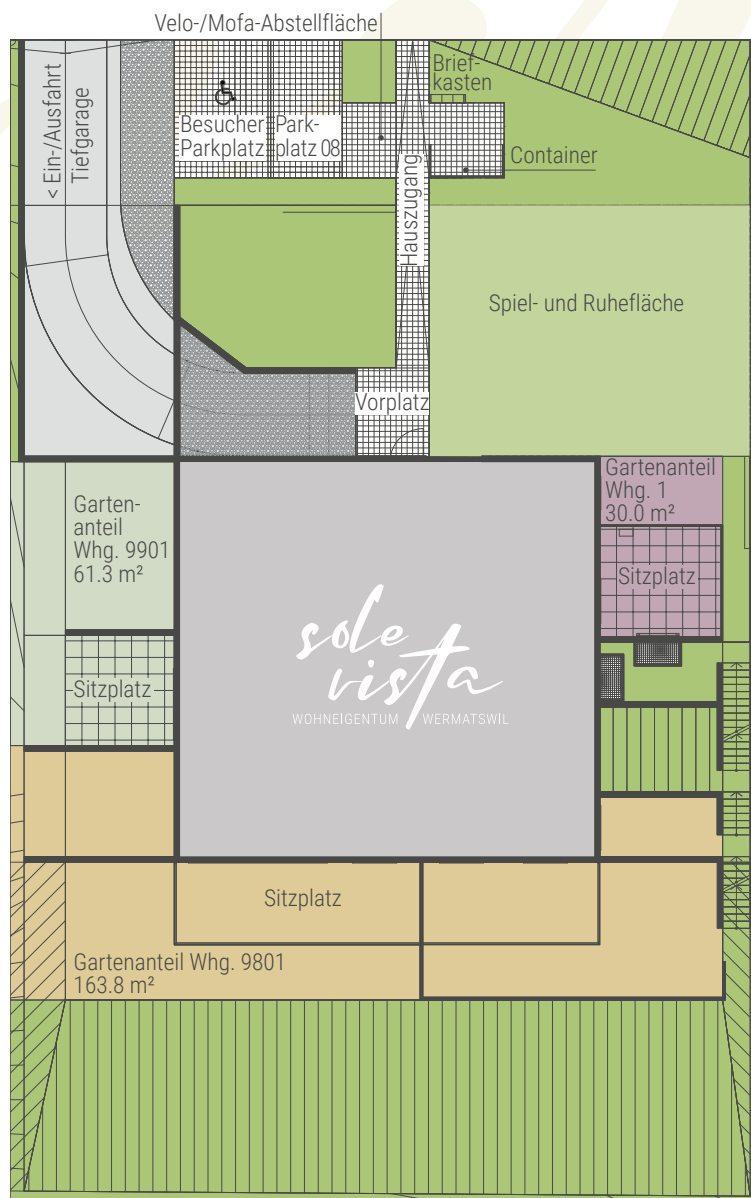 Velo-/Mofa-Abstellfläche
< Ein-/Ausfahrt
Tiefgarage
Besucher
Parkplatz
Park-
platz 08
Brief-
kasten
Container
Hauszugang
Spiel- und Ruhefläche
Vorplatz
Garten-
anteil
Whg. 9901
61.3 m²
Gartenanteil
Whg. 1
30.0 m²
Sitzplatz
Sitzplatz
sole
vista
WOHNEIGENTUM WERMATSWIL
Sitzplatz
Gartenanteil Whg. 9801
163.8 m²